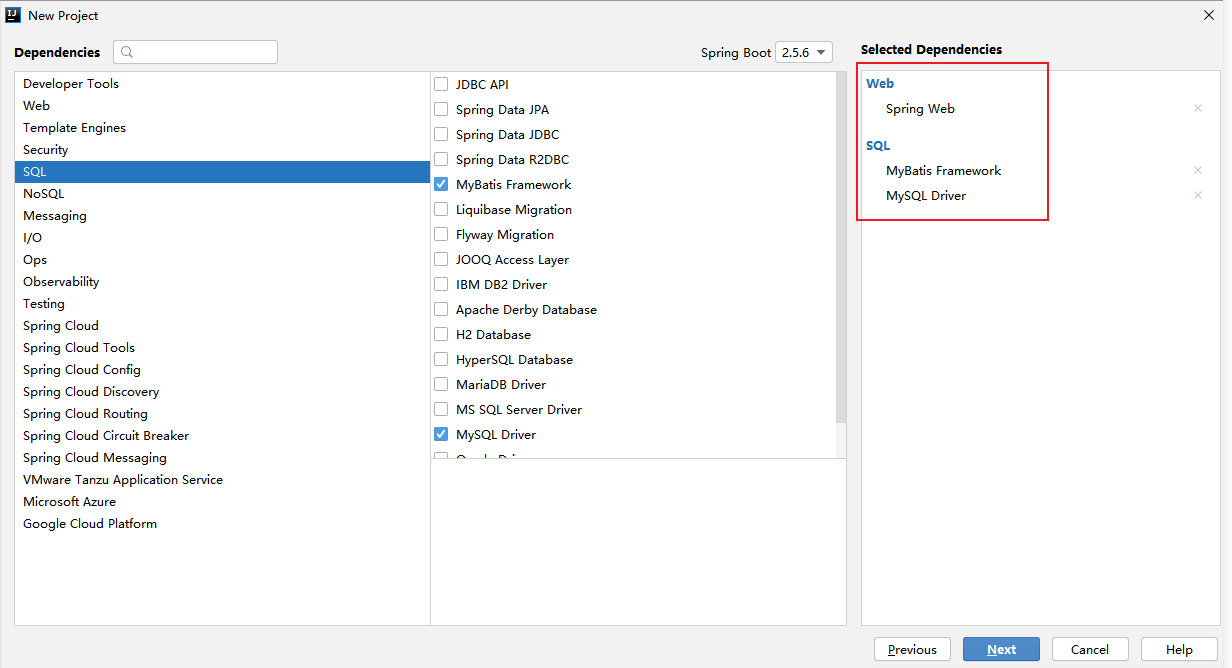 New Project
Dependencies
Spring Boot 2.5.6
Selected Dependencies
Developer Tools
Web
Template Engines
Security
SQL
NoSQL
Messaging
I/O
Ops
Observability
Testing
Spring Cloud
Spring Cloud Tools
Spring Cloud Config
Spring Cloud Discovery
Spring Cloud Routing
Spring Cloud Circuit Breaker
Spring Cloud Messaging
VMware Tanzu Application Service
Microsoft Azure
Google Cloud Platform
JDBC API
Spring Data JPA
Spring Data JDBC
Spring Data R2DBC
MyBatis Framework
Liquibase Migration
Flyway Migration
JOOQ Access Layer
IBM DB2 Driver
Apache Derby Database
H2 Database
HyperSQL Database
MariaDB Driver
MS SQL Server Driver
MySQL Driver
Web
Spring Web
SQL
MyBatis Framework
MySQL Driver
Previous
Next
Cancel
Help